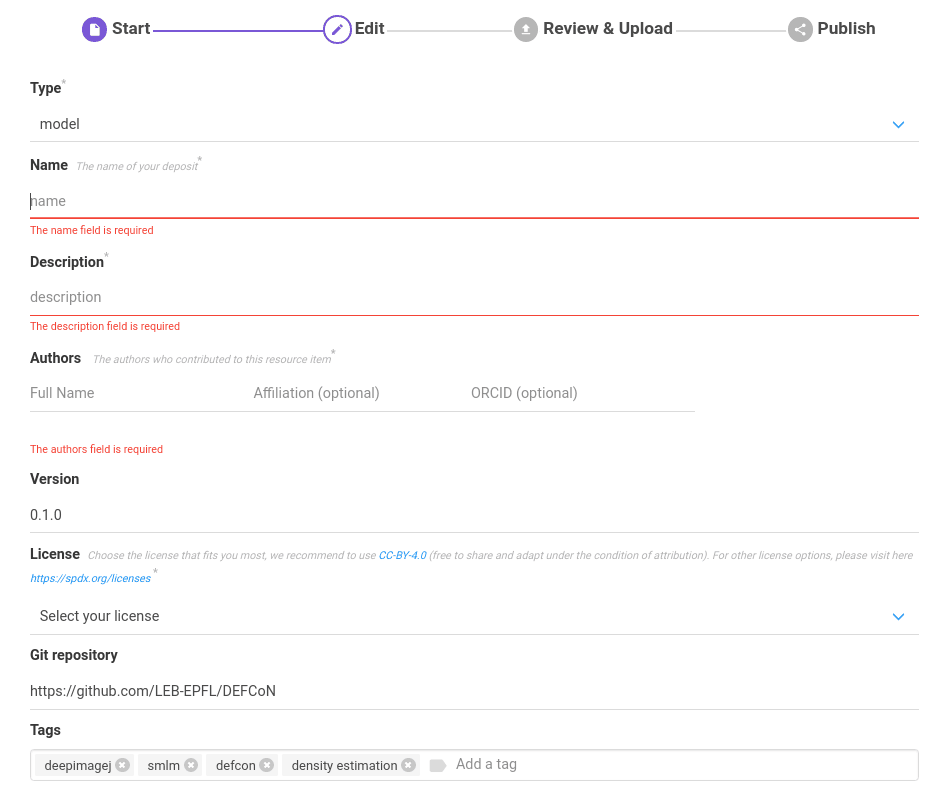 Start Edit Review & Upload Publish
Type*
model
Name The name of your deposit*
name
The name field is required
Description*
description
The description field is required
Authors The authors who contributed to this resource item*
Full Name Affiliation (optional) ORCID (optional)
The authors field is required
Version
0.1.0
License Choose the license that fits you most, we recommend to use CC-BY-4.0 (free to share and adapt under the condition of attribution). For other license options, please visit here
https://spdx.org/licenses *
Select your license
Git repository
https://github.com/LEB-EPFL/DEFCoN
Tags
deepimagej smlm defcon density estimation Add a tag